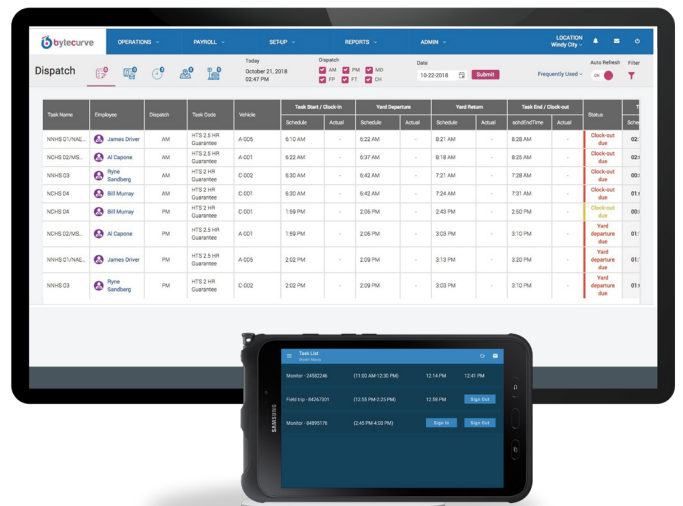 bytecurve OPERATIONS PAYROLL SET-UP REPORTS ADMIN LOCATION Windy City
Dispatch
Today
October 21, 2018
02:47 PM
Dispatch
AM PM MD
FP FT CH
Date
10-22-2018 Submit
Frequently Used
Auto Refresh
ON
Filter
Task Name Employee Dispatch Task Code Vehicle Task Start / Clock-in Yard Depature Yard Return Task End / Clock-out Status
Schedule Actual Schedule Actual Schedule Actual schdEndTime Actual
NNHS 01/NAE... James Driver AM HTS 2.5 HR Guarantee A-005 6:10 AM - 6:22 AM - 8:21 AM - 8:28 AM - Clock-out due
NCHS 02/MS... Al Capone AM HTS 2.5 HR Guarantee A-001 6:22 AM - 6:37 AM - 8:18 AM - 8:25 AM - Clock-out due
NNHS 03 Ryne Sandberg AM HTS 2 HR Guarantee C-002 6:30 AM - 6:42 AM - 7:31 AM - 7:38 AM - Clock-out due
NCHS 04 Bill Murray AM HTS 2 HR Guarantee C-001 6:30 AM - 6:42 AM - 7:24 AM - 7:31 AM - Clock-out due
NCHS 04 Bill Murray PM HTS 2 HR Guarantee C-001 1:59 PM - 2:05 PM - 2:43 PM - 2:50 PM - Clock-out due
NCHS 02/MS... Al Capone PM HTS 2.5 HR Guarantee A-001 1:59 PM - 2:05 PM - 3:03 PM - 3:10 PM - Yard departure due
NNHS 01/NAE... James Driver PM HTS 2.5 HR Guarantee A-005 2:02 PM - 2:09 PM - 3:13 PM - 3:20 PM - Yard departure due
NNHS 03 Ryne Sandberg PM HTS 2 HR Guarantee C-002 2:02 PM - 2:09 PM - 3:03 PM - 3:10 PM - Yard departure due
Task List
Monitor - 24582246 (11:00 AM-12:30 PM) 12:14 PM 12:41 PM
Field trip - 84267301 (12:55 PM-2:25 PM) 12:58 PM Sign Out
Monitor - 84895176 (2:45 PM-4:03 PM) Sign In Sign Out
SAMSUNG